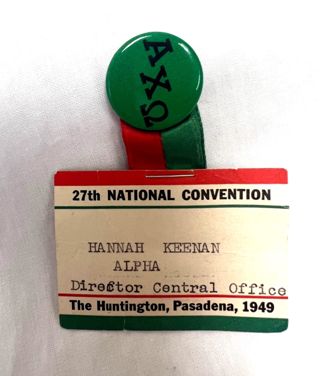 ΑΧΩ
27th NATIONAL CONVENTION
HANNAH KEENAN
ALPHA
Director Central Office
The Huntington, Pasadena, 1949